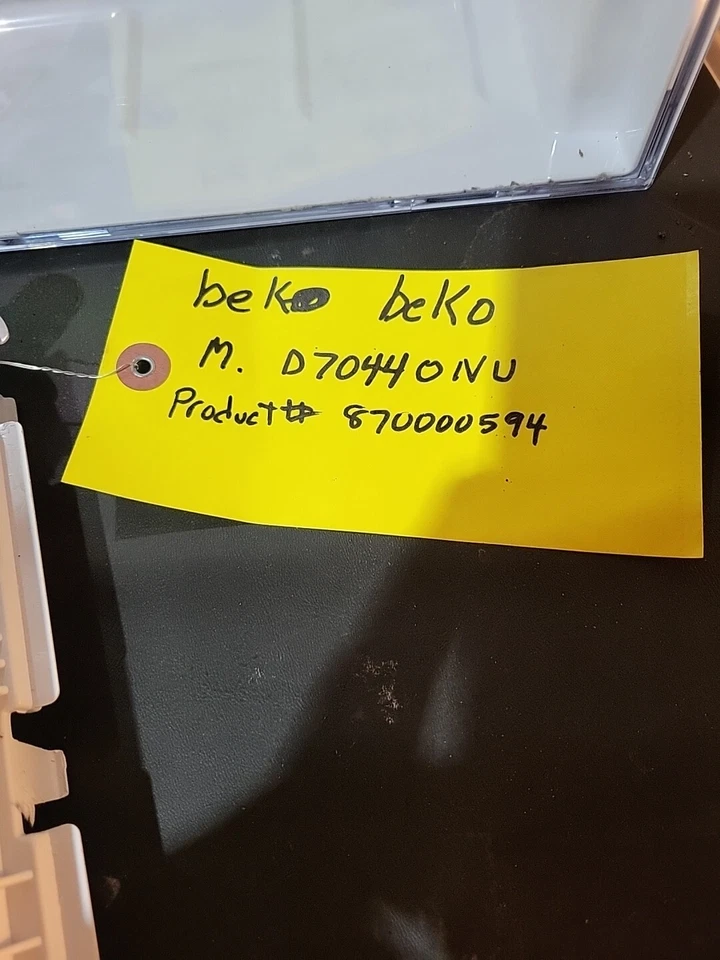 beko beko
M. D70440NU
Product# 870000594